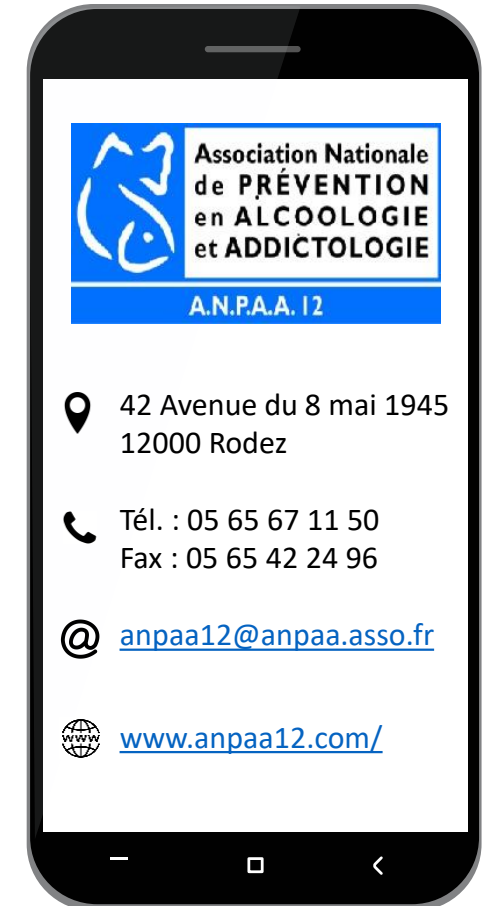 Association Nationale
de PRÉVENTION
en ALCOOLOGIE
et ADDICTOLOGIE
A.N.P.A.A. 12
42 Avenue du 8 mai 1945
12000 Rodez
Tél. : 05 65 67 11 50
Fax : 05 65 42 24 96
@ anpaa12@anpaa.asso.fr
www www.anpaa12.com/